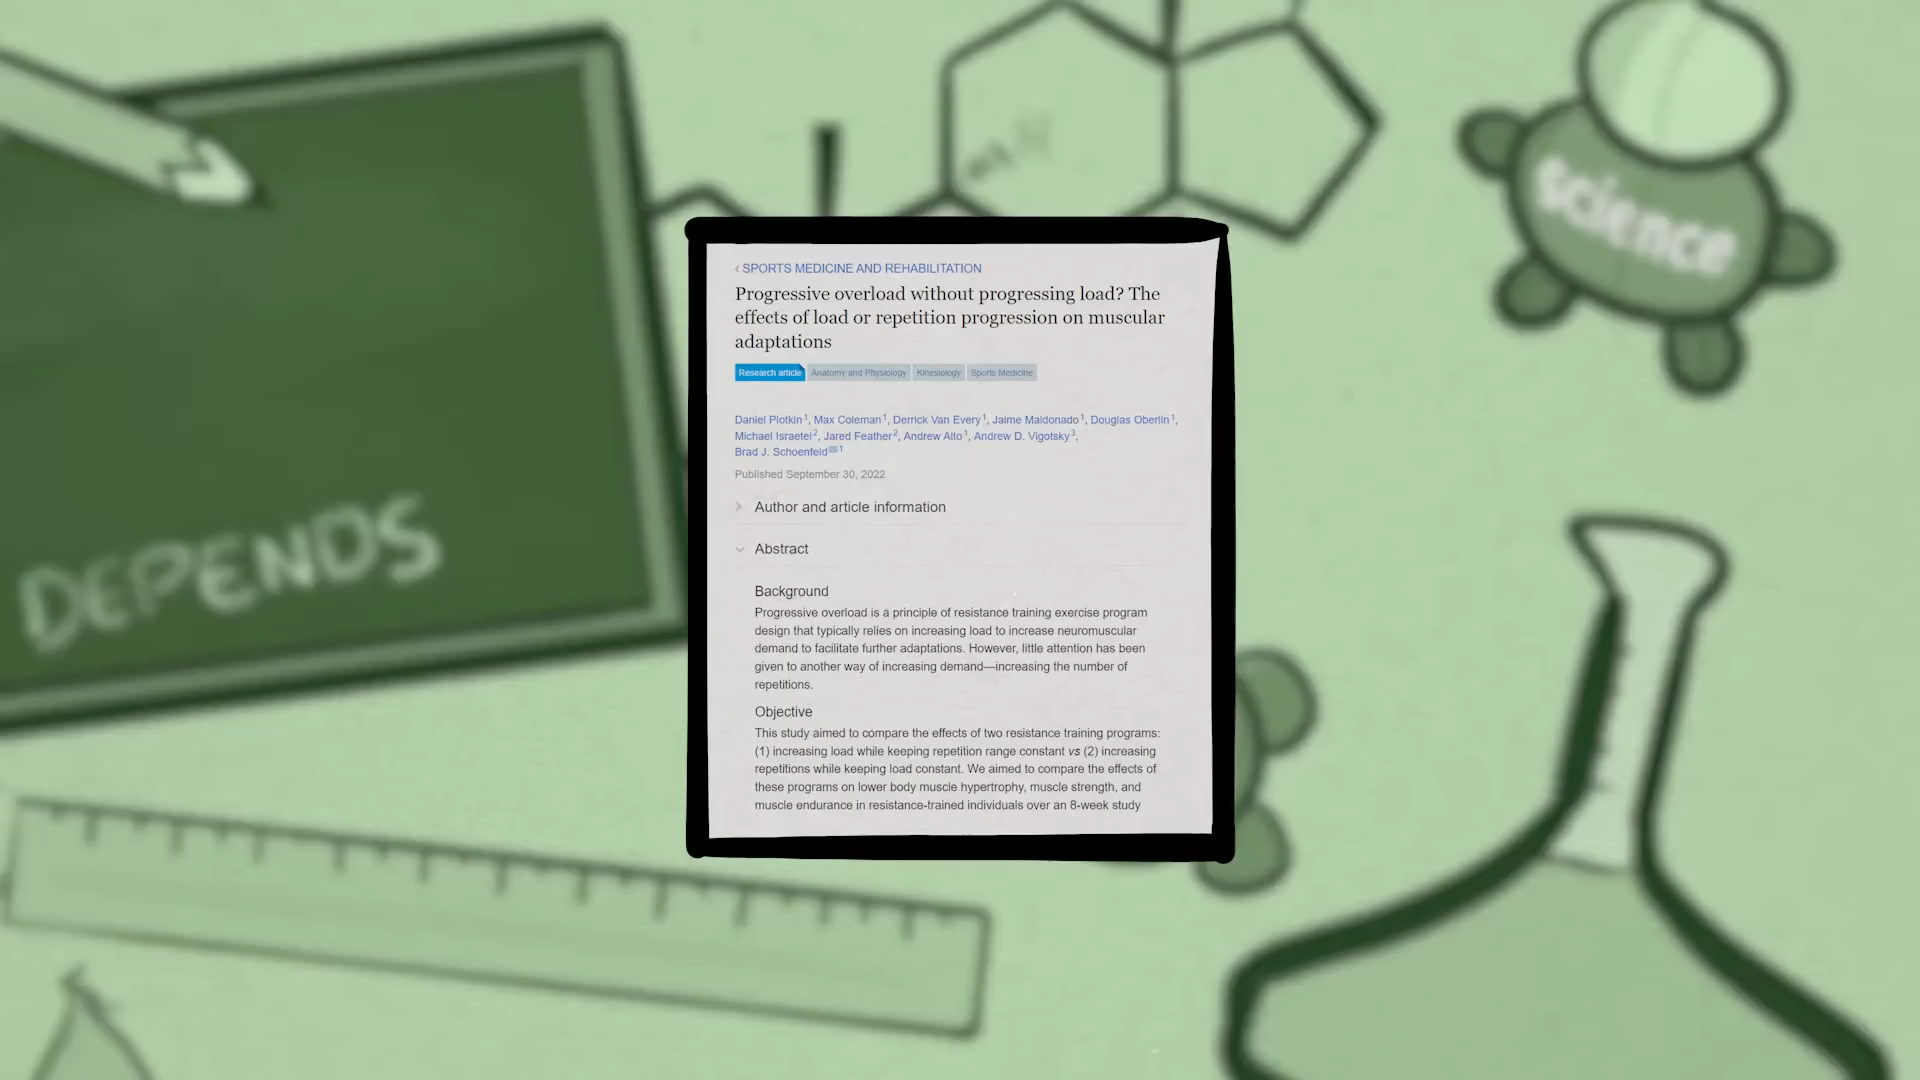 DEPENDS
science
‹ SPORTS MEDICINE AND REHABILITATION
Progressive overload without progressing load? The
effects of load or repetition progression on muscular
adaptations
Research article Anatomy and Physiology Kinesiology Sports Medicine
Daniel Plotkin1, Max Coleman1, Derrick Van Every1, Jaime Maldonado1, Douglas Oberlin1,
Michael Israetel2, Jared Feather2, Andrew Alto1, Andrew D. Vigotsky3,
Brad J. Schoenfeld✉1
Published September 30, 2022
Author and article information
Abstract
Background
Progressive overload is a principle of resistance training exercise program
design that typically relies on increasing load to increase neuromuscular
demand to facilitate further adaptations. However, little attention has been
given to another way of increasing demand—increasing the number of
repetitions.
Objective
This study aimed to compare the effects of two resistance training programs:
(1) increasing load while keeping repetition range constant vs (2) increasing
repetitions while keeping load constant. We aimed to compare the effects of
these programs on lower body muscle hypertrophy, muscle strength, and
muscle endurance in resistance-trained individuals over an 8-week study